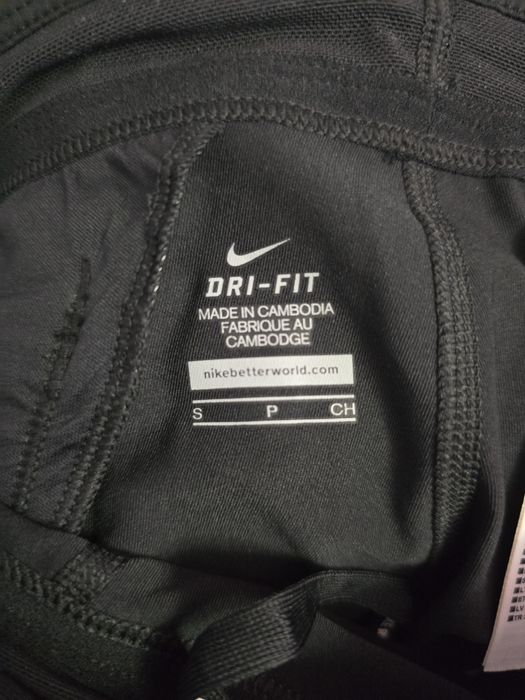 DRI-FIT
MADE IN CAMBODIA
FABRIQUE AU
CAMBODGE
nikebetterworld.com
S P CH